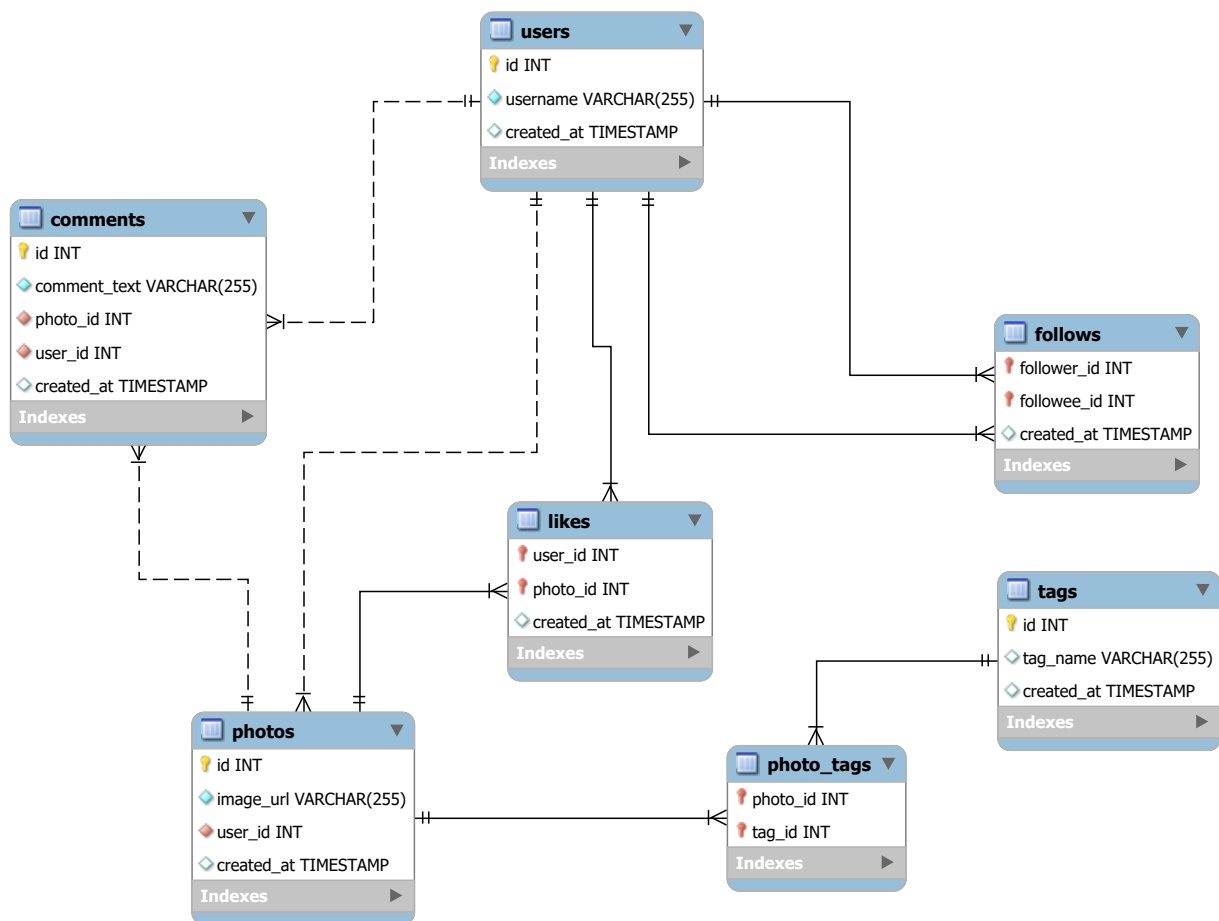 users
id INT
username VARCHAR(255)
created_at TIMESTAMP
Indexes
comments
id INT
comment_text VARCHAR(255)
photo_id INT
user_id INT
created_at TIMESTAMP
Indexes
follows
follower_id INT
followee_id INT
created_at TIMESTAMP
Indexes
likes
user_id INT
photo_id INT
created_at TIMESTAMP
Indexes
tags
id INT
tag_name VARCHAR(255)
created_at TIMESTAMP
Indexes
photos
id INT
image_url VARCHAR(255)
user_id INT
created_at TIMESTAMP
Indexes
photo_tags
photo_id INT
tag_id INT
Indexes